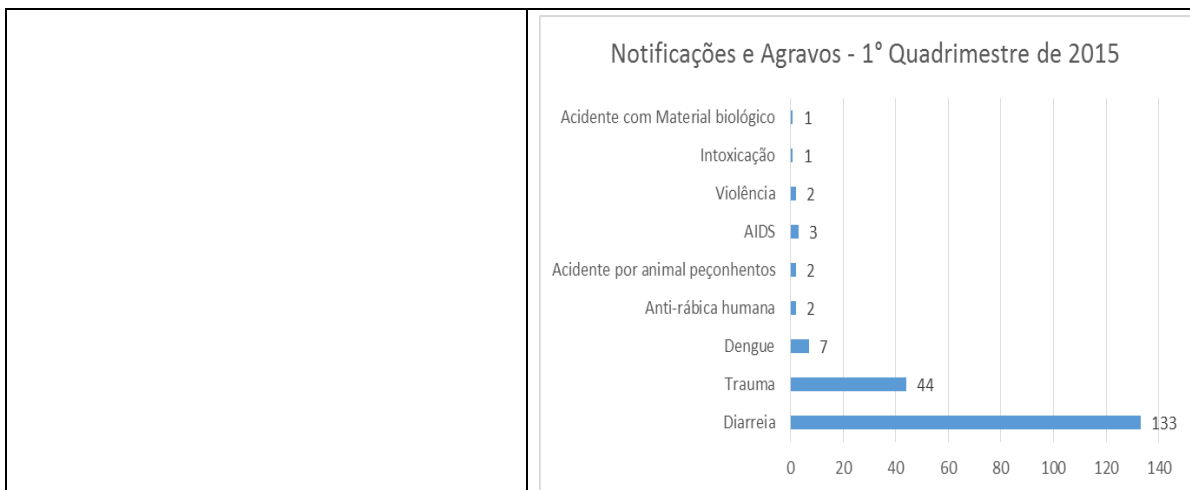 Notificações e Agravos - 1° Quadrimestre de 2015
Acidente com Material biológico 1
Intoxicação 1
Violência 2
AIDS 3
Acidente por animal peçonhentos 2
Anti-rábica humana 2
Dengue 7
Trauma 44
Diarreia 133
0 20 40 60 80 100 120 140